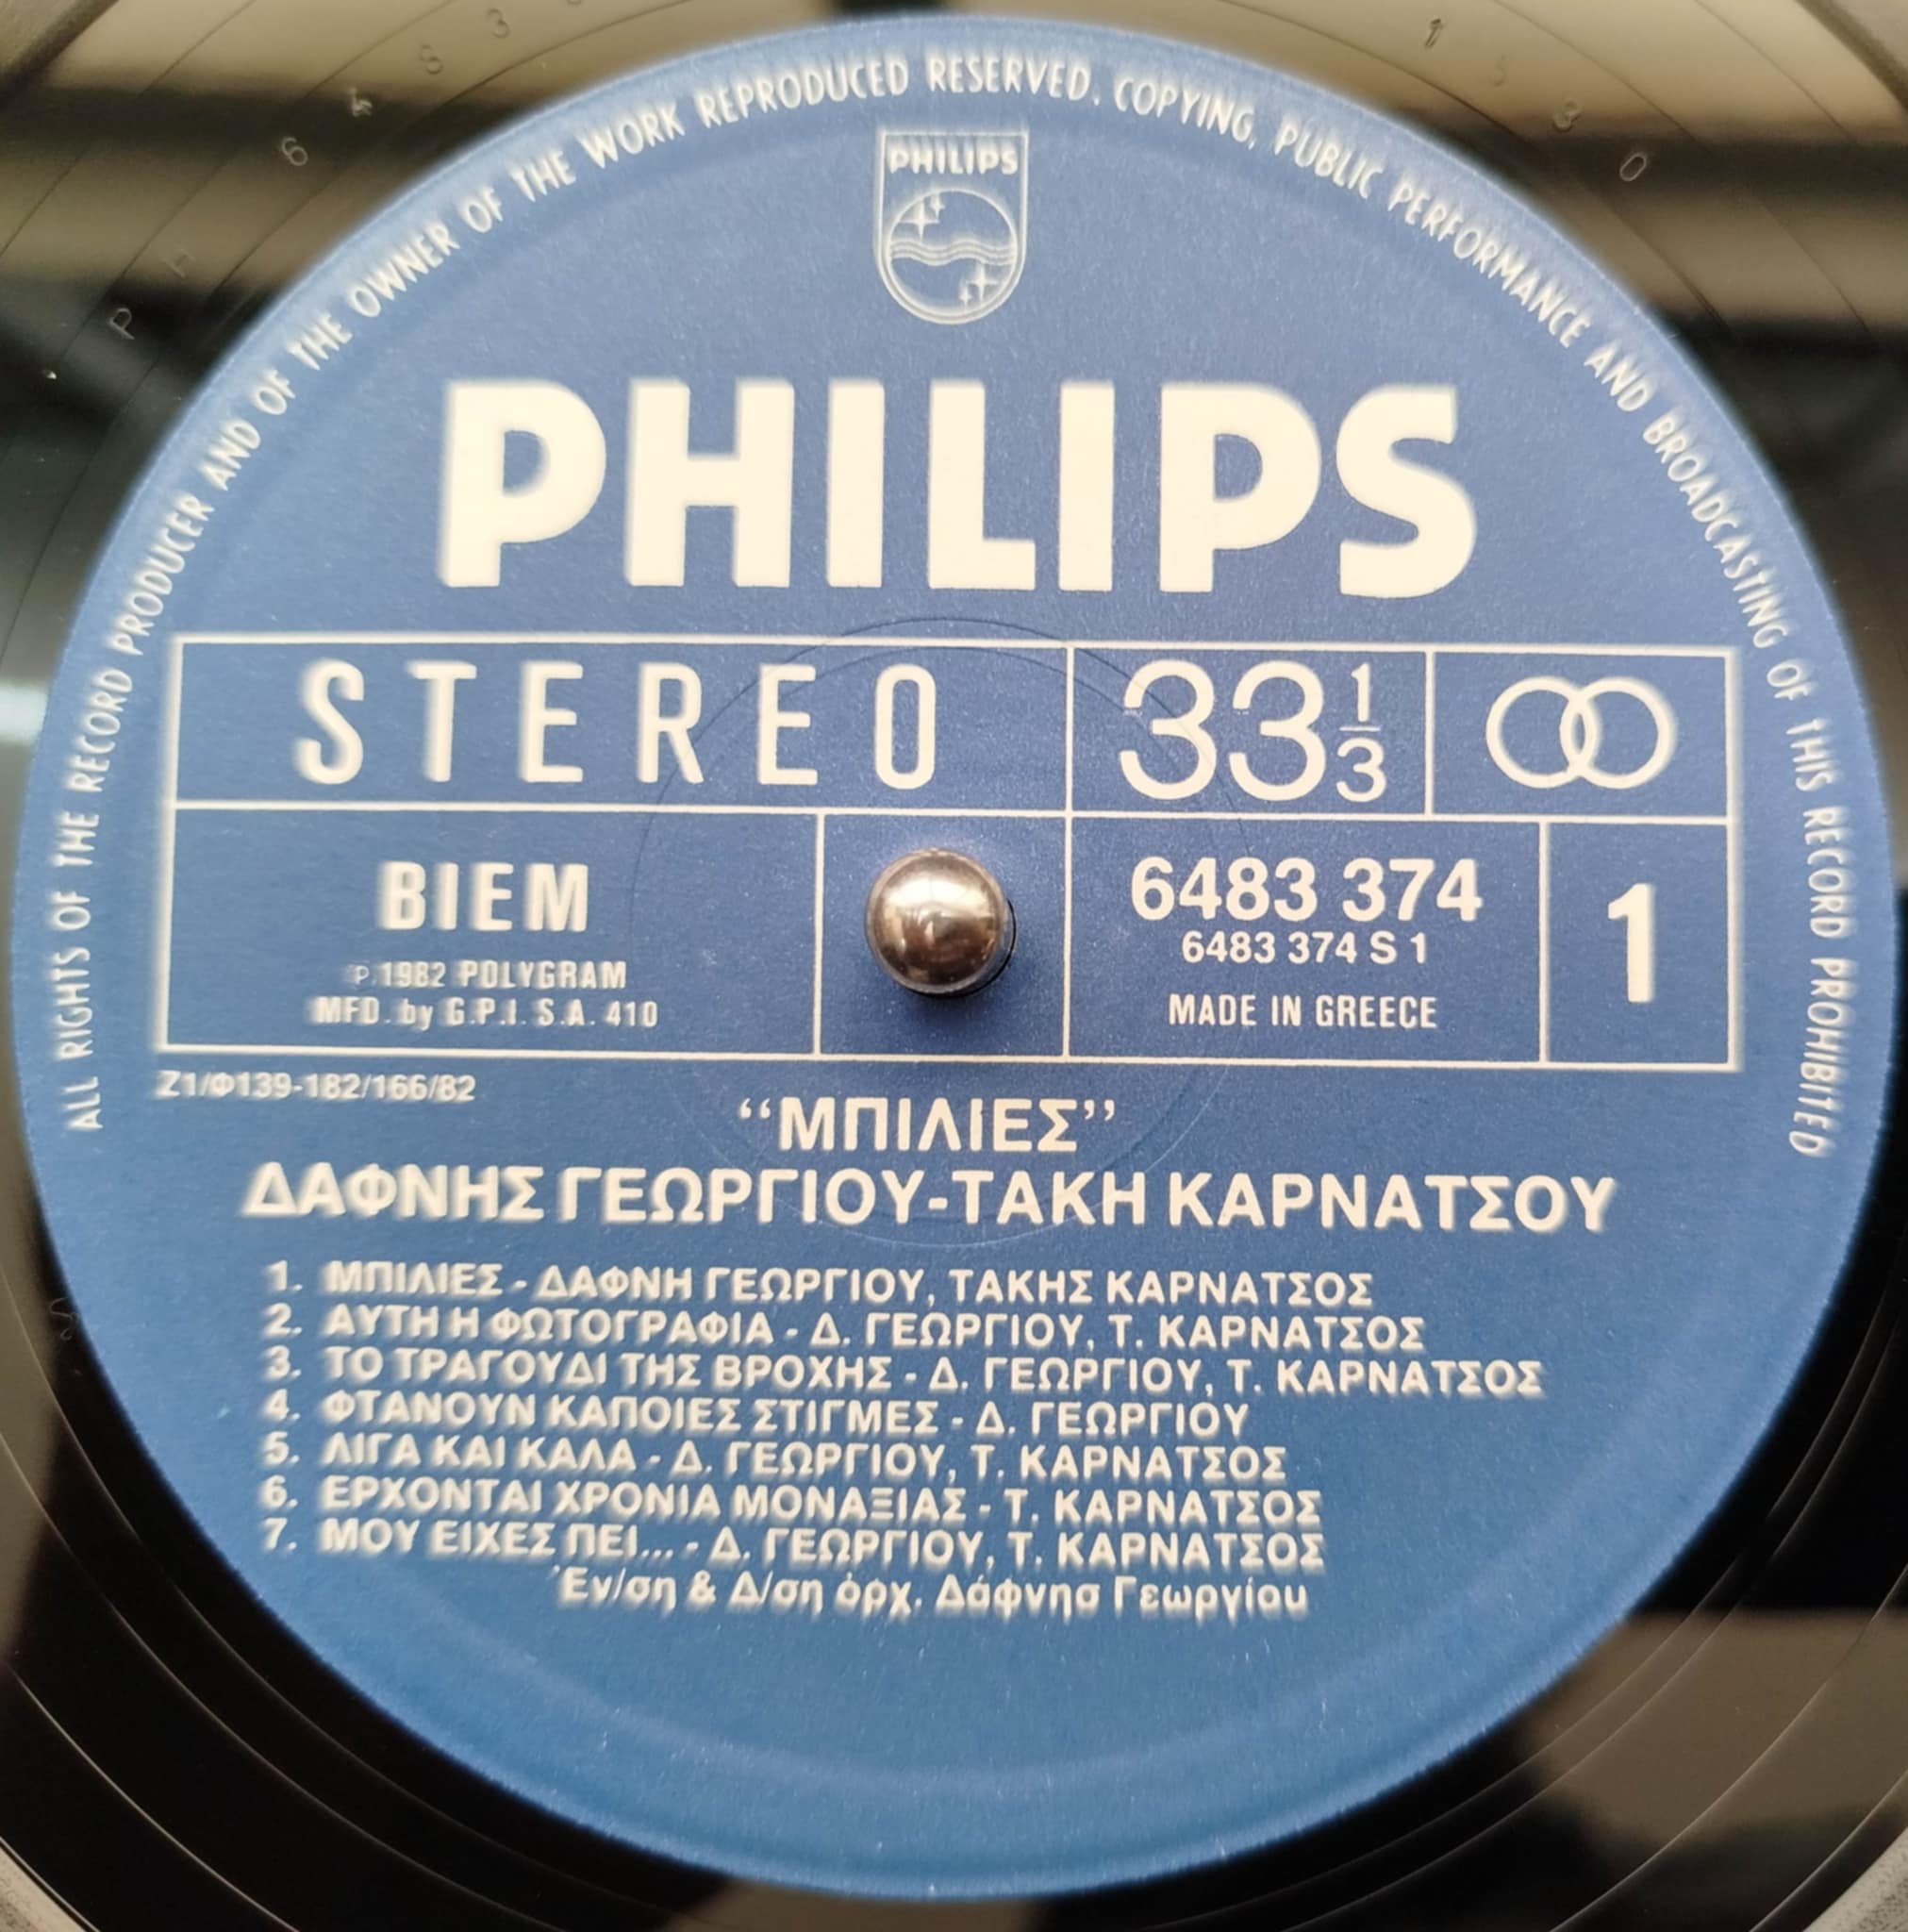 ALL RIGHTS OF THE RECORD PRODUCER AND OF THE OWNER OF THE WORK REPRODUCED RESERVED. COPYING, PUBLIC PERFORMANCE AND BROADCASTING OF THIS RECORD PROHIBITED
PHILIPS
PHILIPS
STEREO 33 1/3
BIEM
℗ 1982 POLYGRAM
MFD. by G.P.I. S.A. 410
6483 374
6483 374 S 1
MADE IN GREECE
1
Z1/Φ139-182/166/82
“ΜΠΙΛΙΕΣ”
ΔΑΦΝΗΣ ΓΕΩΡΓΙΟΥ-ΤΑΚΗ ΚΑΡΝΑΤΣΟΥ
1. ΜΠΙΛΙΕΣ - ΔΑΦΝΗ ΓΕΩΡΓΙΟΥ, ΤΑΚΗΣ ΚΑΡΝΑΤΣΟΣ
2. ΑΥΤΗ Η ΦΩΤΟΓΡΑΦΙΑ - Δ. ΓΕΩΡΓΙΟΥ, Τ. ΚΑΡΝΑΤΣΟΣ
3. ΤΟ ΤΡΑΓΟΥΔΙ ΤΗΣ ΒΡΟΧΗΣ - Δ. ΓΕΩΡΓΙΟΥ, Τ. ΚΑΡΝΑΤΣΟΣ
4. ΦΤΑΝΟΥΝ ΚΑΠΟΙΕΣ ΣΤΙΓΜΕΣ - Δ. ΓΕΩΡΓΙΟΥ
5. ΛΙΓΑ ΚΑΙ ΚΑΛΑ - Δ. ΓΕΩΡΓΙΟΥ, Τ. ΚΑΡΝΑΤΣΟΣ
6. ΕΡΧΟΝΤΑΙ ΧΡΟΝΙΑ ΜΟΝΑΞΙΑΣ - Τ. ΚΑΡΝΑΤΣΟΣ
7. ΜΟΥ ΕΙΧΕΣ ΠΕΙ... - Δ. ΓΕΩΡΓΙΟΥ, Τ. ΚΑΡΝΑΤΣΟΣ
Ἐν/ση & Δ/ση ὀρχ. Δάφνησ Γεωργίου